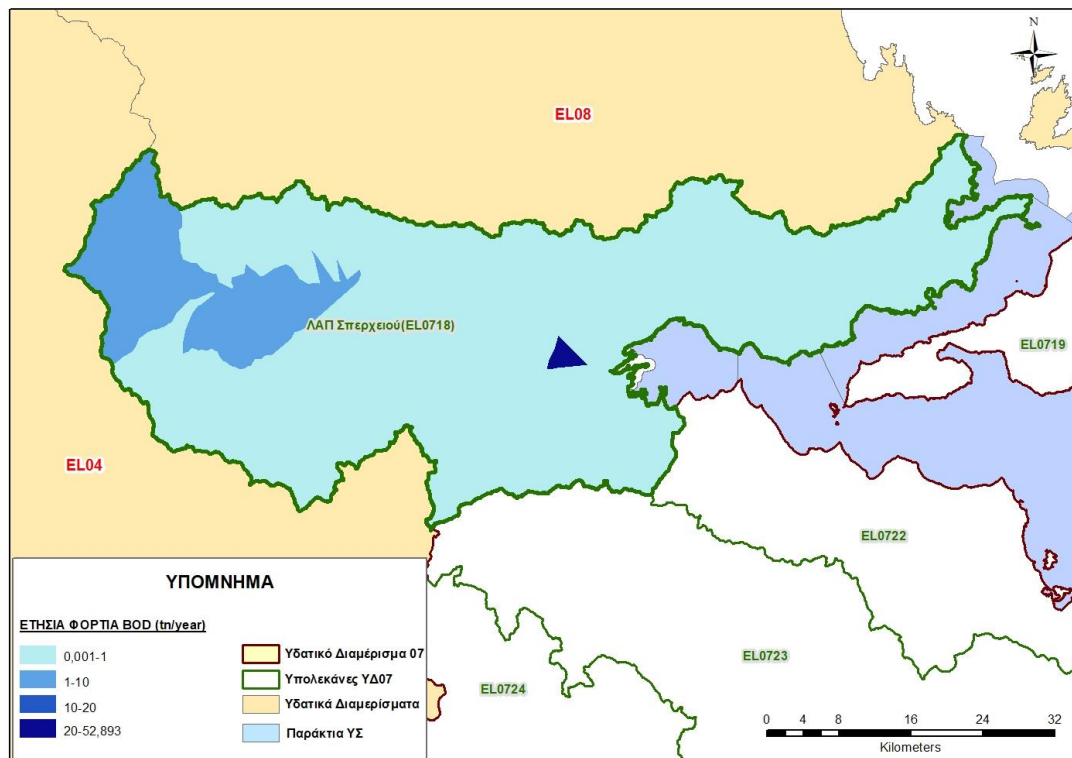 N
EL08
ΛΑΠ Σπερχειού(EL0718)
EL0719
EL04
EL0722
EL0723
EL0724
ΥΠΟΜΝΗΜΑ
ΕΤΗΣΙΑ ΦΟΡΤΙΑ BOD (tn/year)
0,001-1
1-10
10-20
20-52,893
Υδατικό Διαμέρισμα 07
Υπολεκάνες ΥΔ07
Υδατικά Διαμερίσματα
Παράκτια ΥΣ
0 4 8 16 24 32
Kilometers